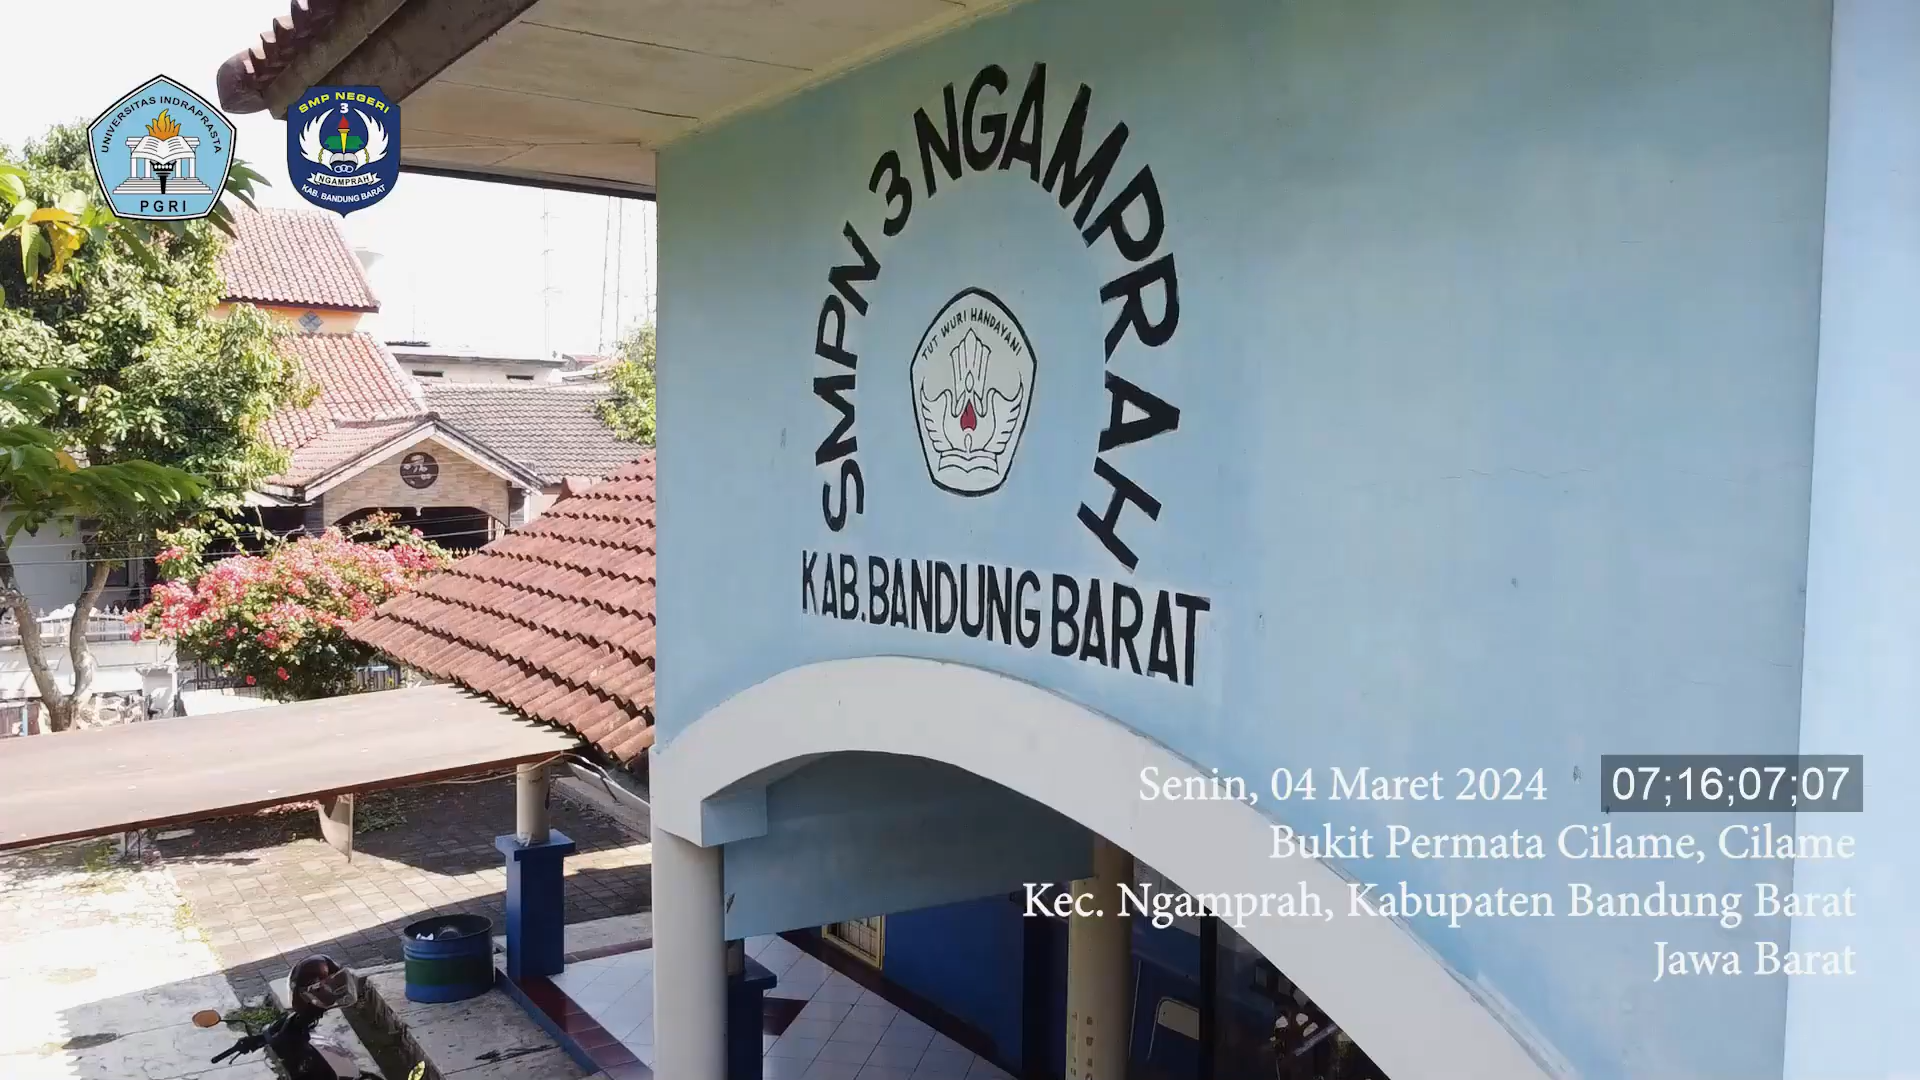 UNIVERSITAS INDRAPRASTA
PGRI
SMP NEGERI
3
NGAMPRAH
KAB. BANDUNG BARAT
SMPN 3 NGAMPRAH
TUT WURI HANDAYANI
KAB. BANDUNG BARAT
Senin, 04 Maret 2024 07;16;07;07
Bukit Permata Cilame, Cilame
Kec. Ngamprah, Kabupaten Bandung Barat
Jawa Barat